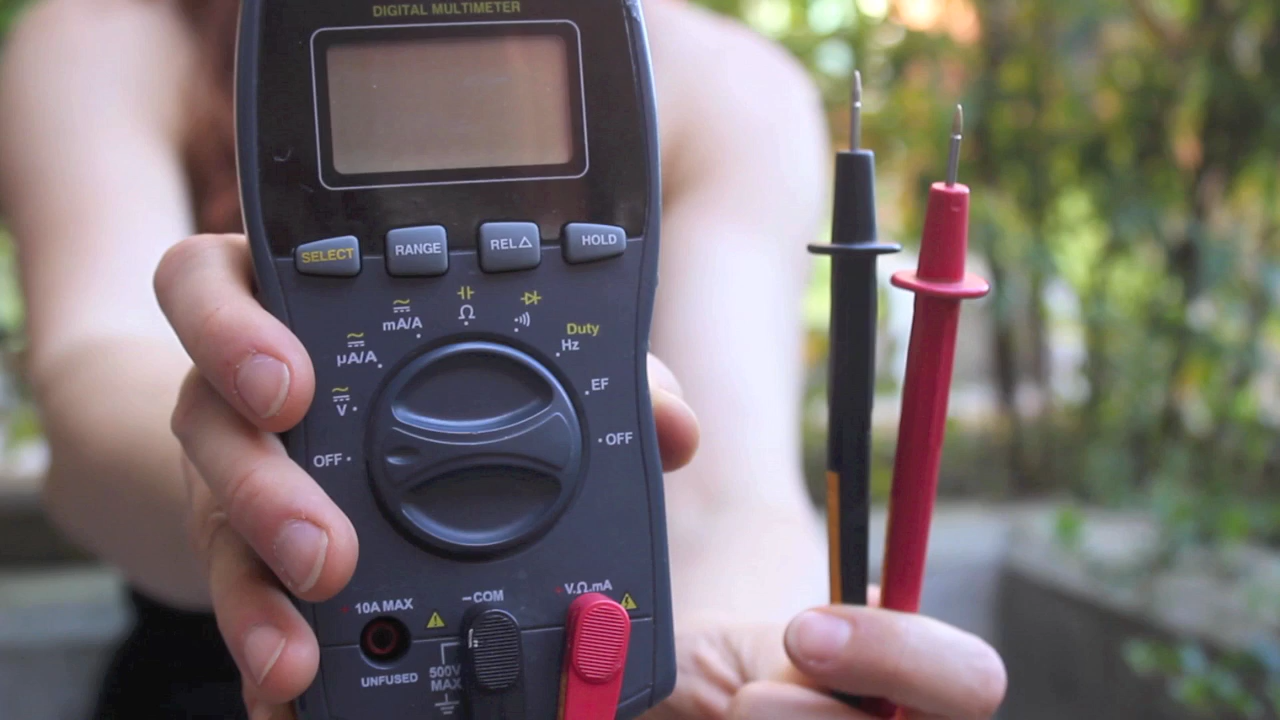 DIGITAL MULTIMETER
SELECT
RANGE
REL△
HOLD
mA/A
Ω
Duty
Hz
µA/A
EF
V
OFF
OFF
10A MAX
–COM
+ V.Ω.mA
500V
MAX
UNFUSED